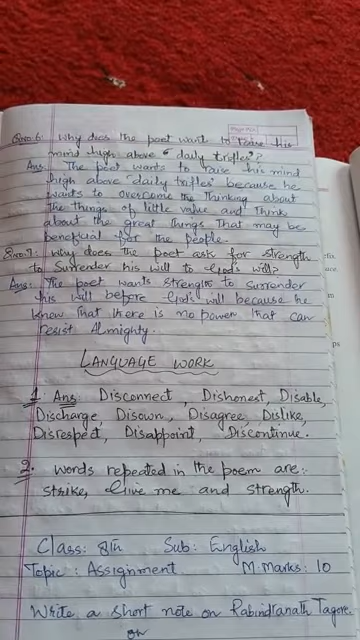 Page No.
Q.No.6: Why does the poet want to raise his
mind high above "daily trifles"?
Ans: The poet wants to raise his mind
high above "daily trifles" because he
wants to overcome the thinking about
the things of little value and think
about the great things that may be
beneficial for the people.
Q.No.7: Why does the poet ask for strength
to surrender his will to God's will?
Ans: The poet wants strength to surrender
his will before God's will because he
knew that there is no power that can
resist Almighty.
LANGUAGE WORK
1. Ans: Disconnect, Dishonest, Disable,
Discharge, Disown, Disagree, Dislike,
Disrespect, Disappoint, Discontinue.
2. Words repeated in the poem are:
strike, Give me and strength.
Class: 8th Sub: English
Topic: Assignment M.Marks: 10
Write a short note on Rabindranath Tagore.